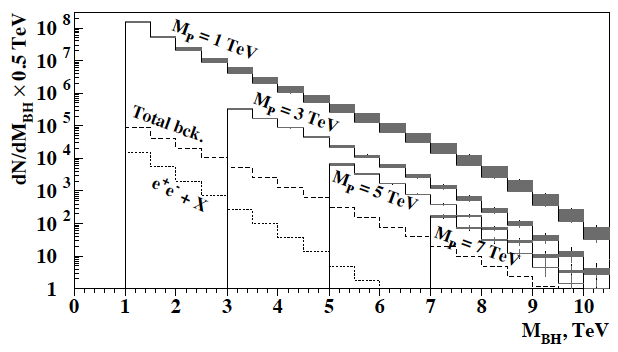 dN/dM_BH × 0.5 TeV
10^8
10^7
10^6
10^5
10^4
10^3
10^2
10
1
M_P = 1 TeV
M_P = 3 TeV
Total bck.
M_P = 5 TeV
e^+e^- + X
M_P = 7 TeV
0 1 2 3 4 5 6 7 8 9 10
M_BH, TeV